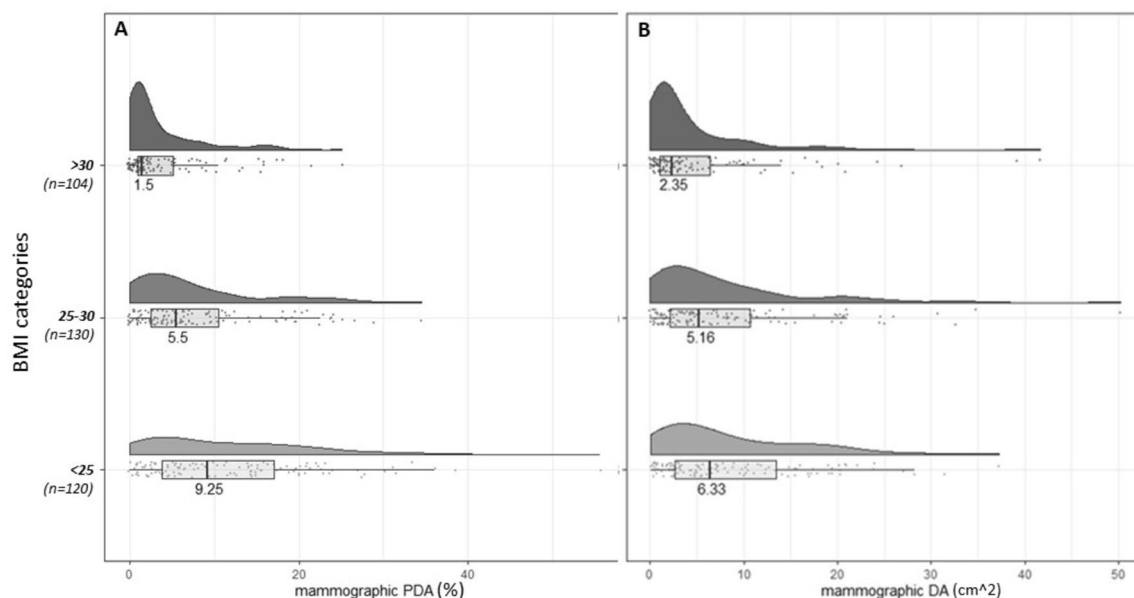 A
B
BMI categories
>30
(n=104)
1.5
2.35
25-30
(n=130)
5.5
5.16
<25
(n=120)
9.25
6.33
0 20 40
0 10 20 30 40 50
mammographic PDA (%)
mammographic DA (cm^2)